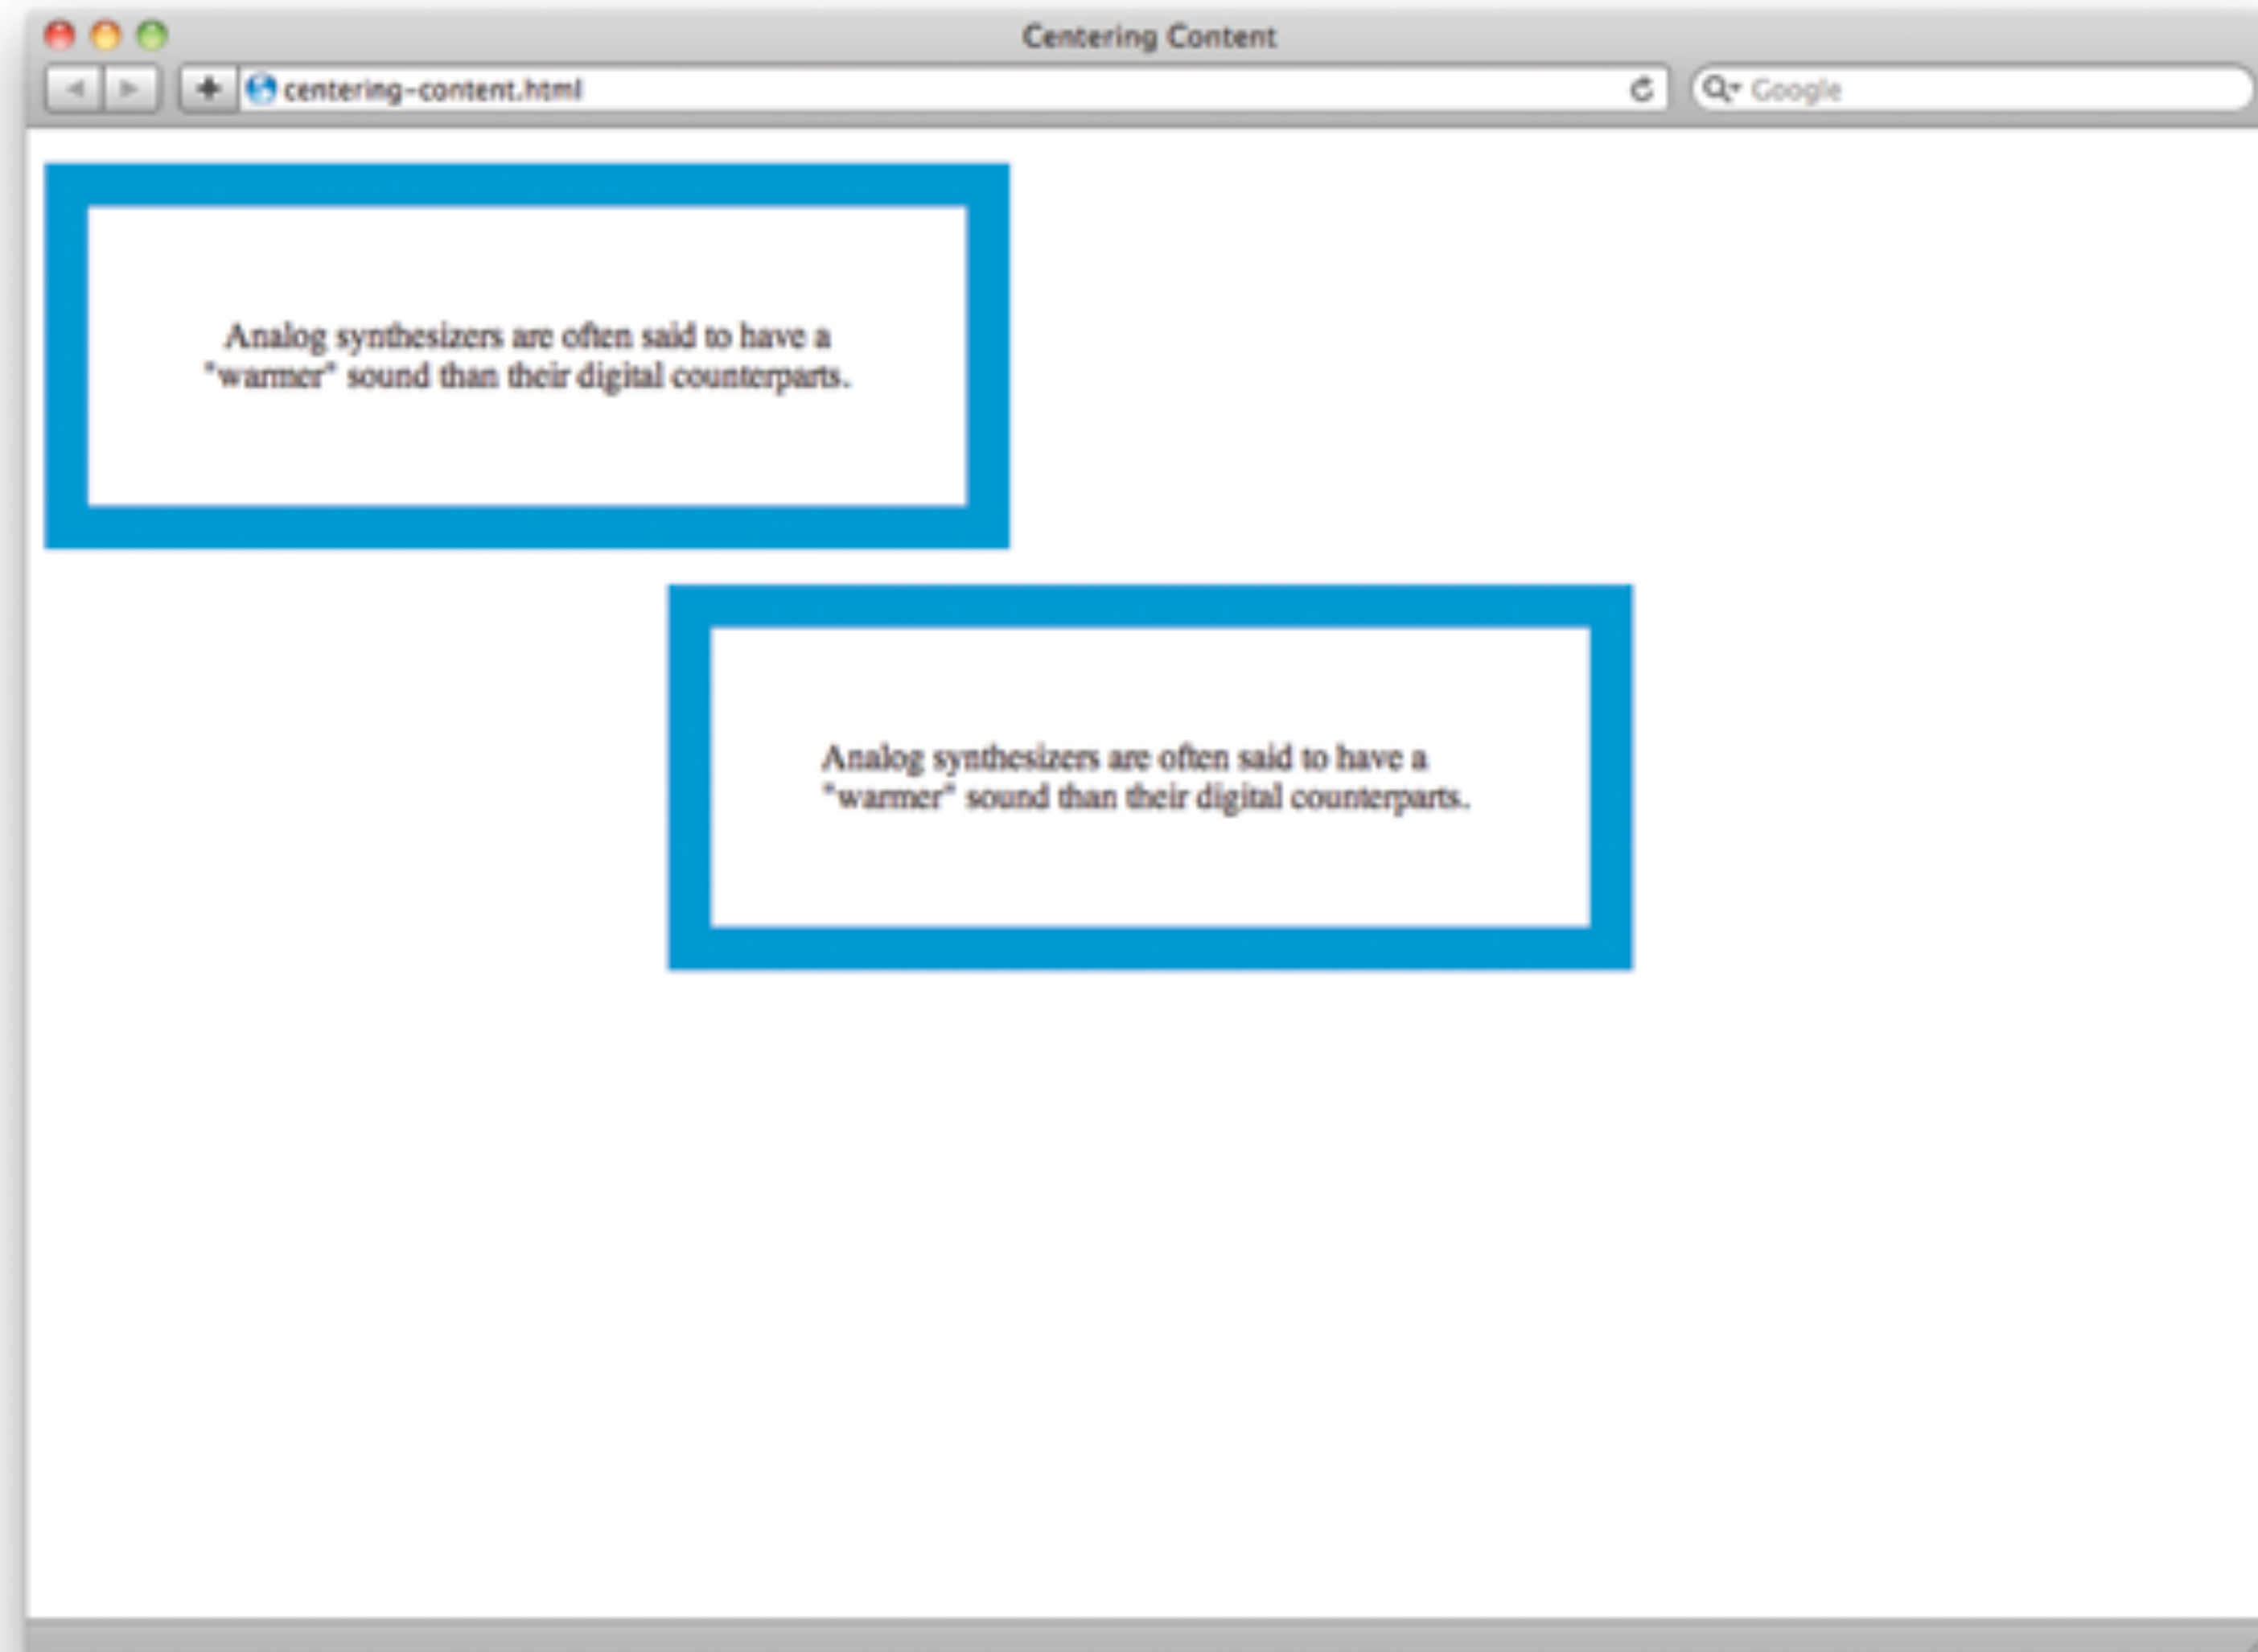 Centering Content
centering-content.html
Google
Analog synthesizers are often said to have a
"warmer" sound than their digital counterparts.
Analog synthesizers are often said to have a
"warmer" sound than their digital counterparts.